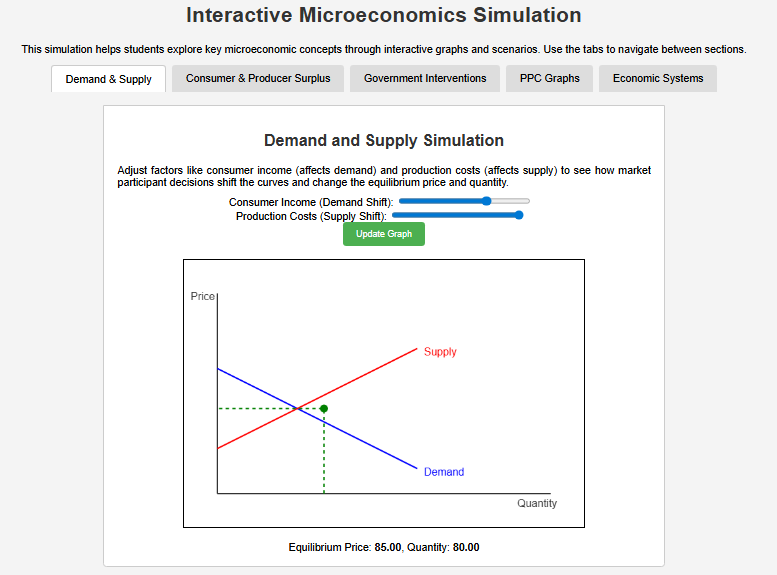 Interactive Microeconomics Simulation
This simulation helps students explore key microeconomic concepts through interactive graphs and scenarios. Use the tabs to navigate between sections.
Demand & Supply
Consumer & Producer Surplus
Government Interventions
PPC Graphs
Economic Systems
Demand and Supply Simulation
Adjust factors like consumer income (affects demand) and production costs (affects supply) to see how market
participant decisions shift the curves and change the equilibrium price and quantity.
Consumer Income (Demand Shift):
Production Costs (Supply Shift):
Update Graph
Price
Supply
Demand
Quantity
Equilibrium Price: 85.00, Quantity: 80.00